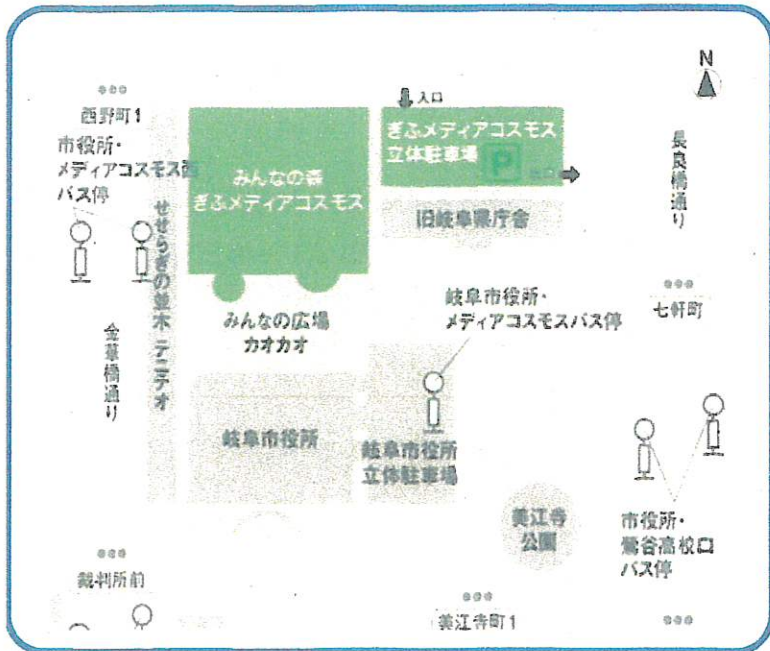 N
入口
西野町1
市役所・
メディアコスモス西
バス停
みんなの森
ぎふメディアコスモス
ぎふメディアコスモス
立体駐車場
P
出口
長良橋通り
旧岐阜県庁舎
せせらぎの並木 テニテオ
岐阜市役所・
メディアコスモスバス停
七軒町
みんなの広場
カオカオ
金華橋通り
岐阜市役所
岐阜市役所
立体駐車場
美江寺
公園
市役所・
鶯谷高校口
バス停
裁判所前
美江寺町1